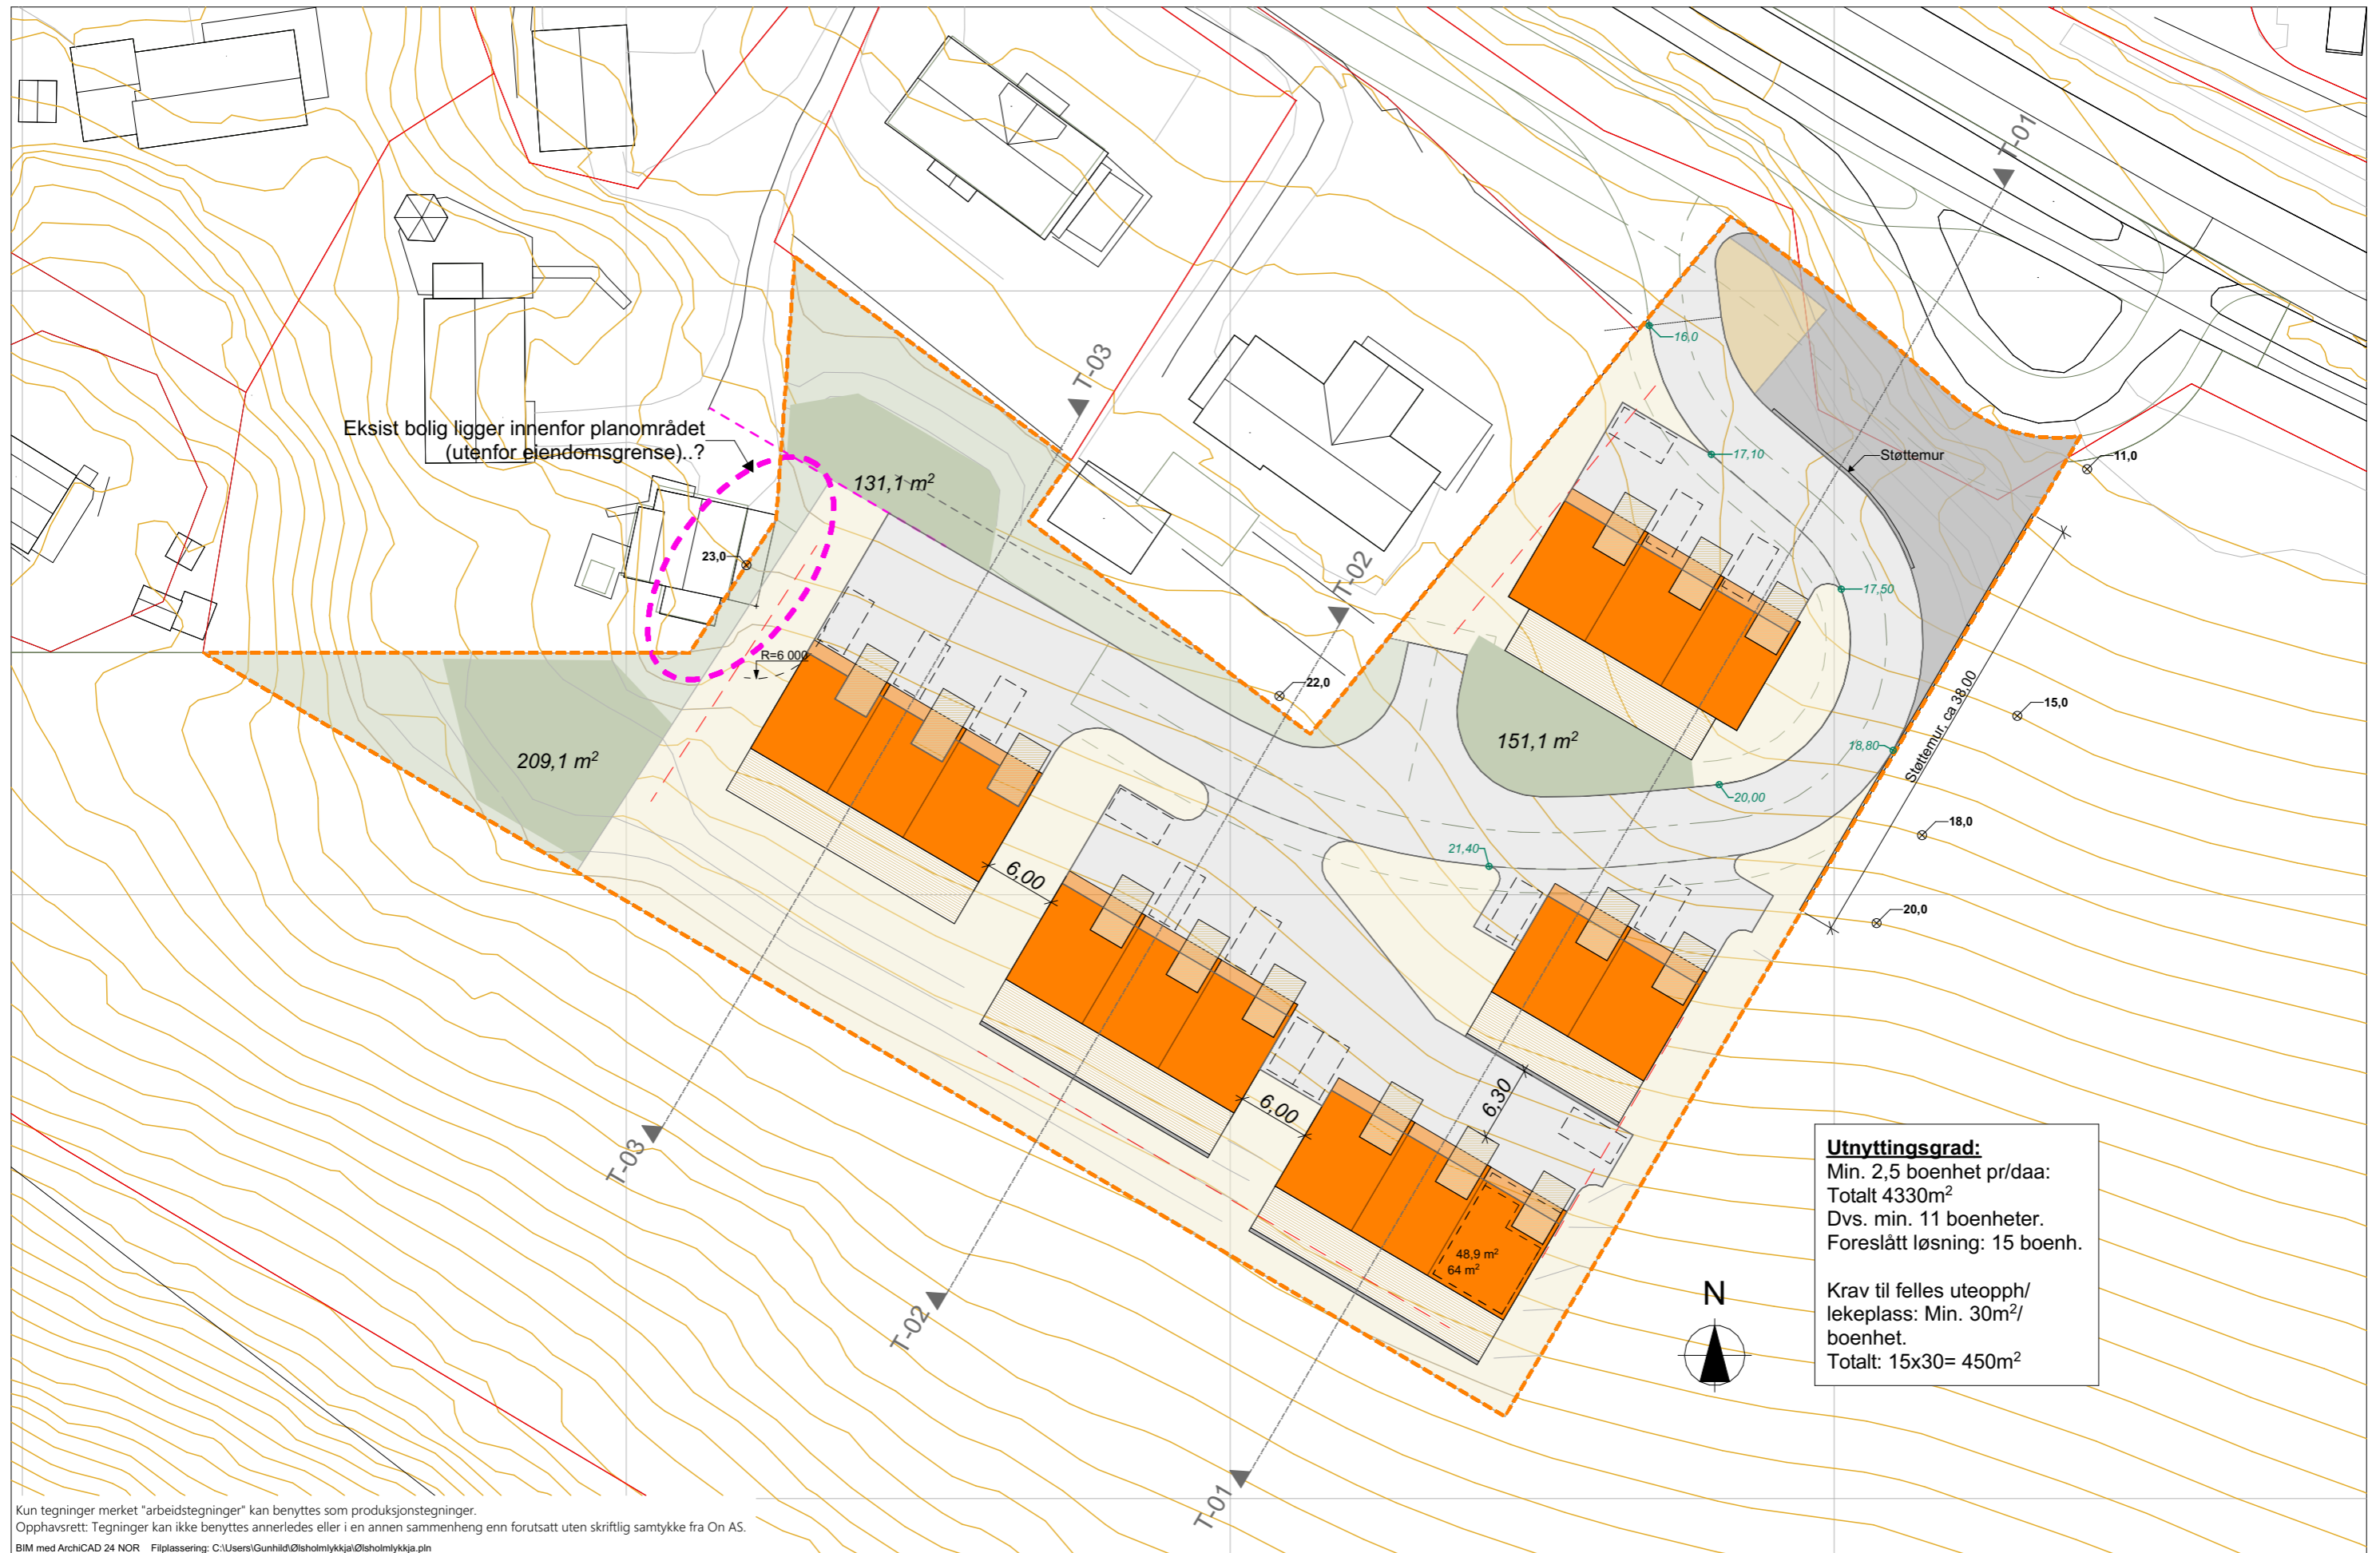 T-01
T-03
16,0
Eksist bolig ligger innenfor planområdet
(utenfor eiendomsgrense)..?
17,10
Støttemur
11,0
131,1 m²
23,0
T-02
17,50
R=6 000
22,0
Støttemur, ca 38,00
15,0
209,1 m²
151,1 m²
18,80
20,00
18,0
21,40
6,00
20,0
6,00
6,30
T-03
48,9 m²
64 m²
T-02
T-01
N
Utnyttingsgrad:
Min. 2,5 boenhet pr/daa:
Totalt 4330m²
Dvs. min. 11 boenheter.
Foreslått løsning: 15 boenh.
Krav til felles uteopph/
lekeplass: Min. 30m²/
boenhet.
Totalt: 15x30= 450m²
Kun tegninger merket "arbeidstegninger" kan benyttes som produksjonstegninger.
Opphavsrett: Tegninger kan ikke benyttes annerledes eller i en annen sammenheng enn forutsatt uten skriftlig samtykke fra On AS.
BIM med ArchiCAD 24 NOR Filplassering: C:\Users\Gunhild\Ølsholmlykkja\Ølsholmlykkja.pln